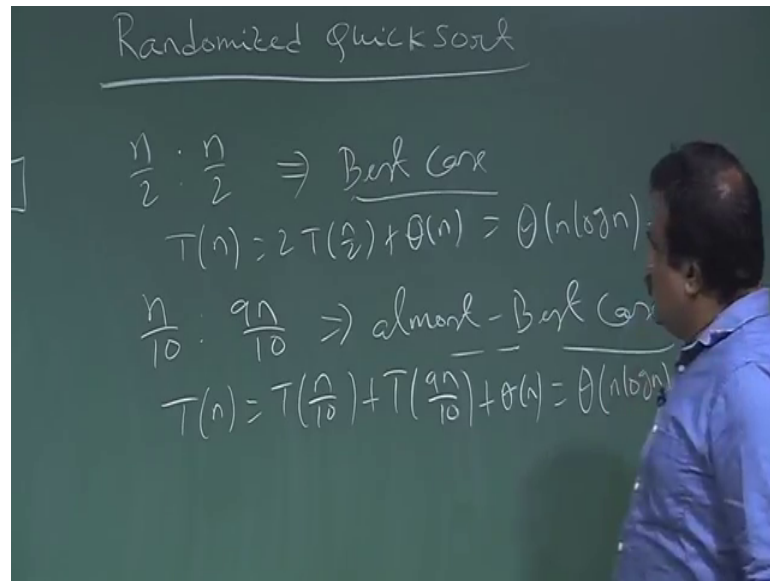 Randomized QuickSort
n/2 : n/2 ⇒ Best Case
T(n) = 2T(n/2) + θ(n) = θ(n log n)
n/10 : 9n/10 ⇒ almost - Best Case
T(n) = T(n/10) + T(9n/10) + θ(n) = θ(n log n)